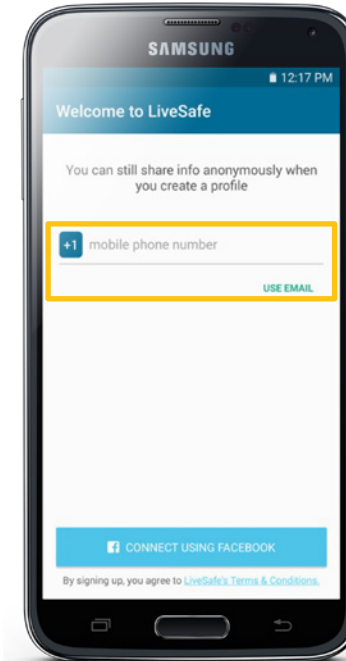 SAMSUNG
12:17 PM
Welcome to LiveSafe
You can still share info anonymously when
you create a profile
+1 mobile phone number
USE EMAIL
CONNECT USING FACEBOOK
By signing up, you agree to LiveSafe's Terms & Conditions.